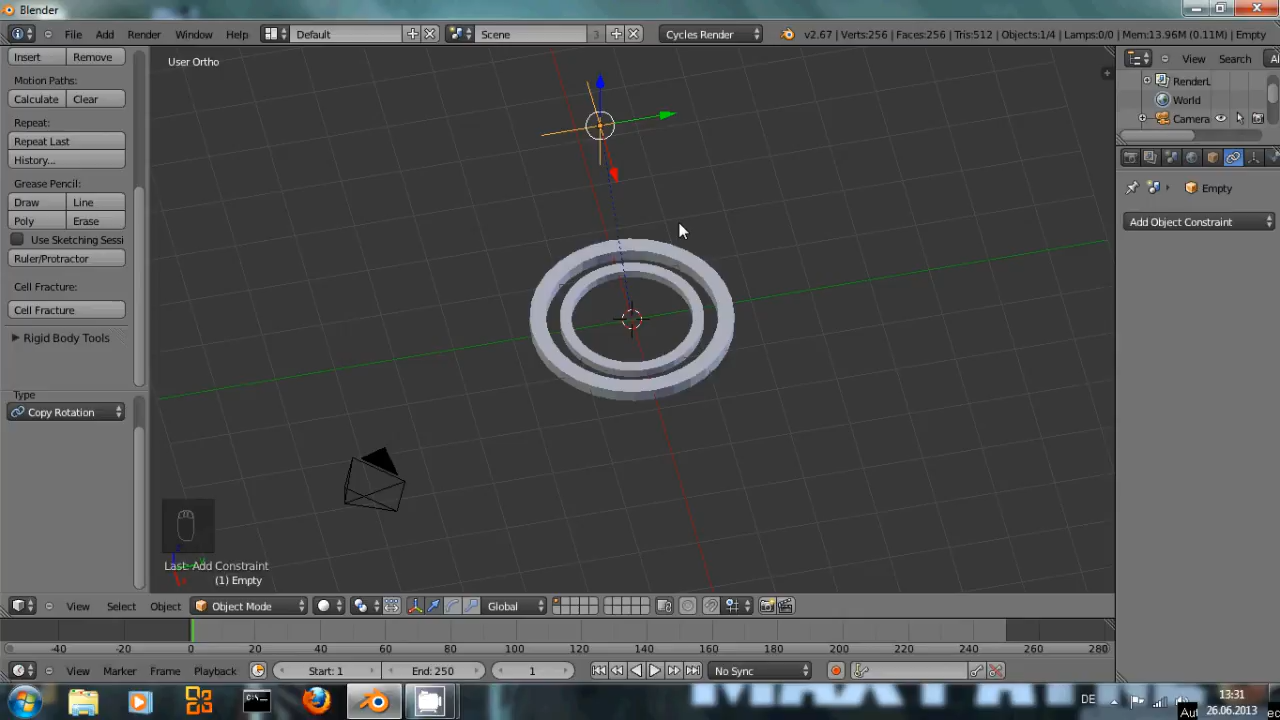 Blender
File Add Render Window Help Default Scene 3 Cycles Render v2.67 | Verts:256 | Faces:256 | Tris:512 | Objects:1/4 | Lamps:0/0 | Mem:13.96M (0.11M) | Empty
Insert Remove
Motion Paths:
Calculate Clear
Repeat:
Repeat Last
History...
Grease Pencil:
Draw Line
Poly Erase
Use Sketching Sessi
Ruler/Protractor
Cell Fracture:
Cell Fracture
Rigid Body Tools
Type
Copy Rotation
User Ortho
Last: Add Constraint
(1) Empty
View Search Al
RenderL
World
Camera
Empty
Add Object Constraint
View Select Object Object Mode Global
-40 -20 0 20 40 60 80 100 120 140 160 180 200 220 240 260 280
View Marker Frame Playback Start: 1 End: 250 1 No Sync
DE 13:31
26.06.2013